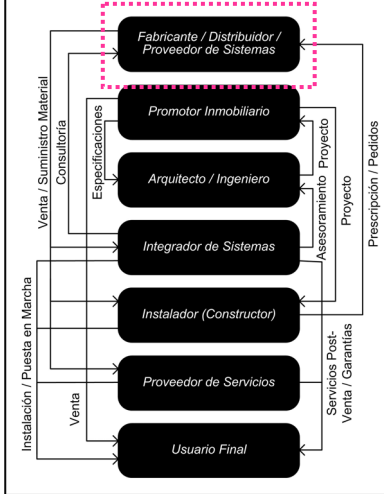 Fabricante / Distribuidor /
Proveedor de Sistemas
Promotor Inmobiliario
Arquitecto / Ingeniero
Integrador de Sistemas
Instalador (Constructor)
Proveedor de Servicios
Usuario Final
Venta / Suministro Material
Consultoría
Especificaciones
Instalación / Puesta en Marcha
Venta
Asesoramiento
Proyecto
Proyecto
Prescripción / Pedidos
Servicios Post-
Venta / Garantías